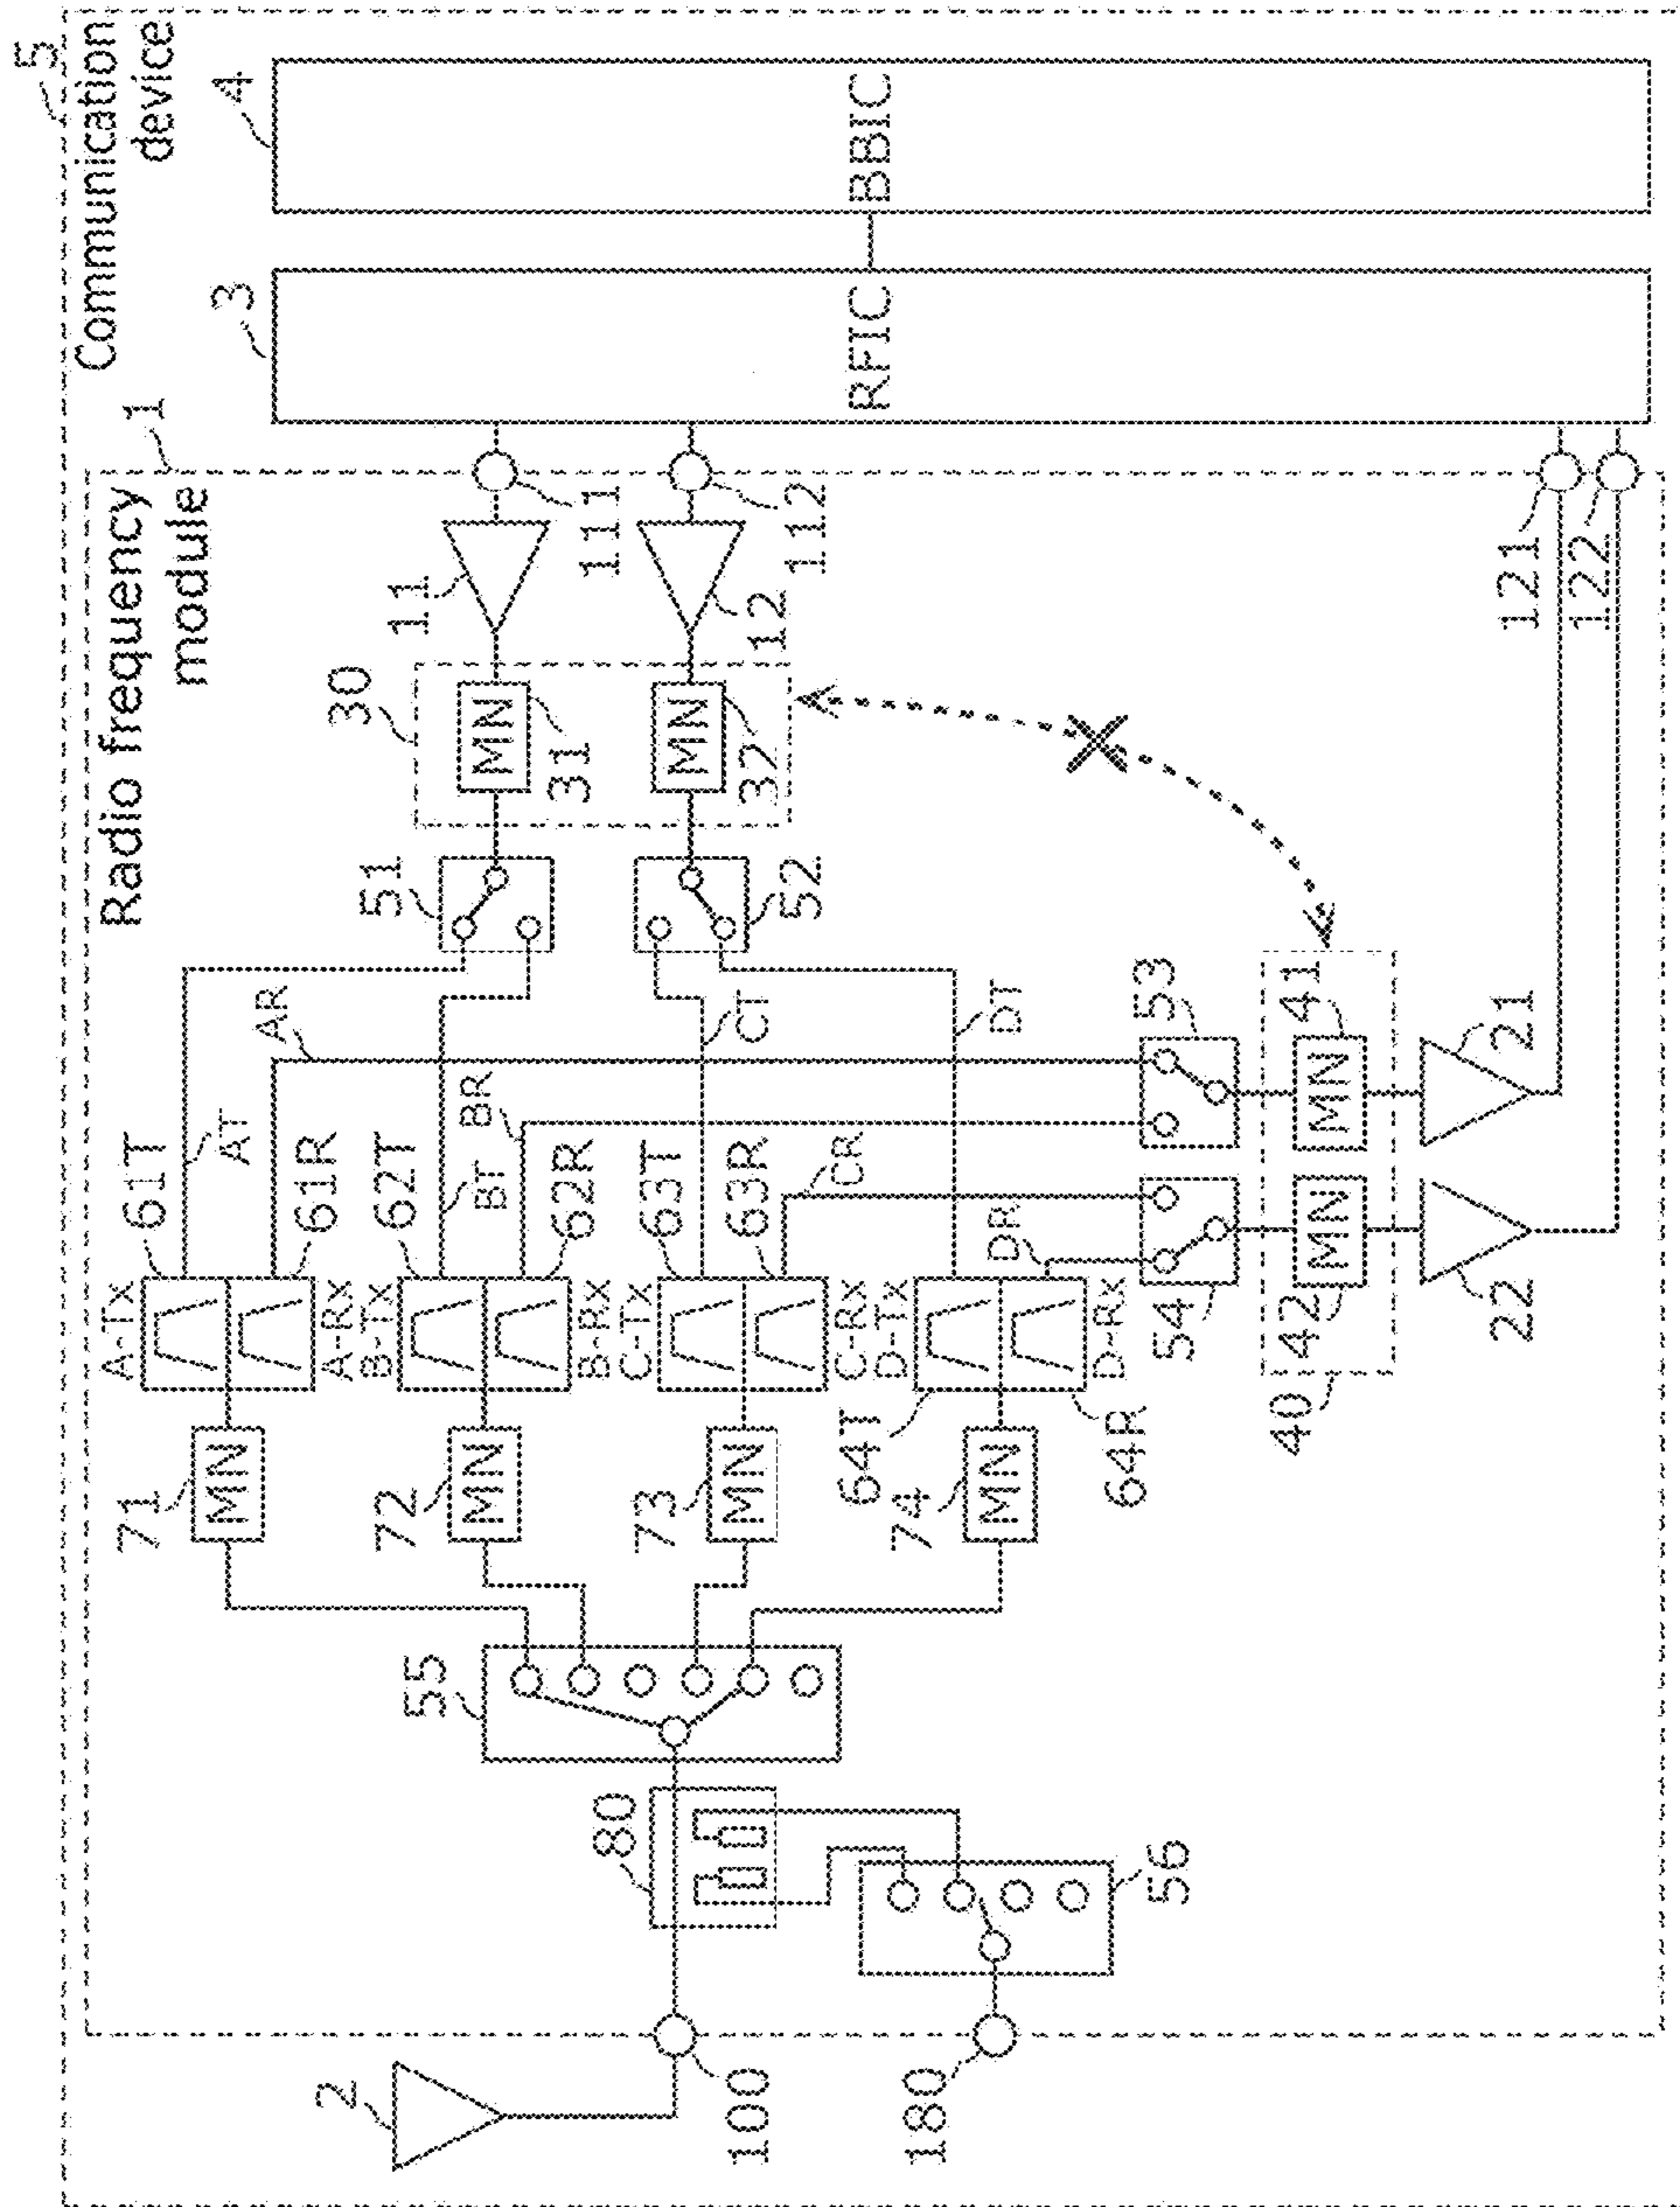 5
Communication
device
1
Radio frequency
module
3
4
RFIC
BBIC
2
100
180
80
55
56
71
MN
72
MN
73
MN
74
MN
A-Tx
61T
A-Rx
61R
B-Tx
62T
B-Rx
62R
C-Tx
63T
C-Rx
63R
D-Tx
64T
D-Rx
64R
AT
AR
BT
BR
CT
CR
DT
DR
51
52
53
54
30
MN
31
MN
32
40
MN
41
MN
42
11
12
21
22
111
112
121
122